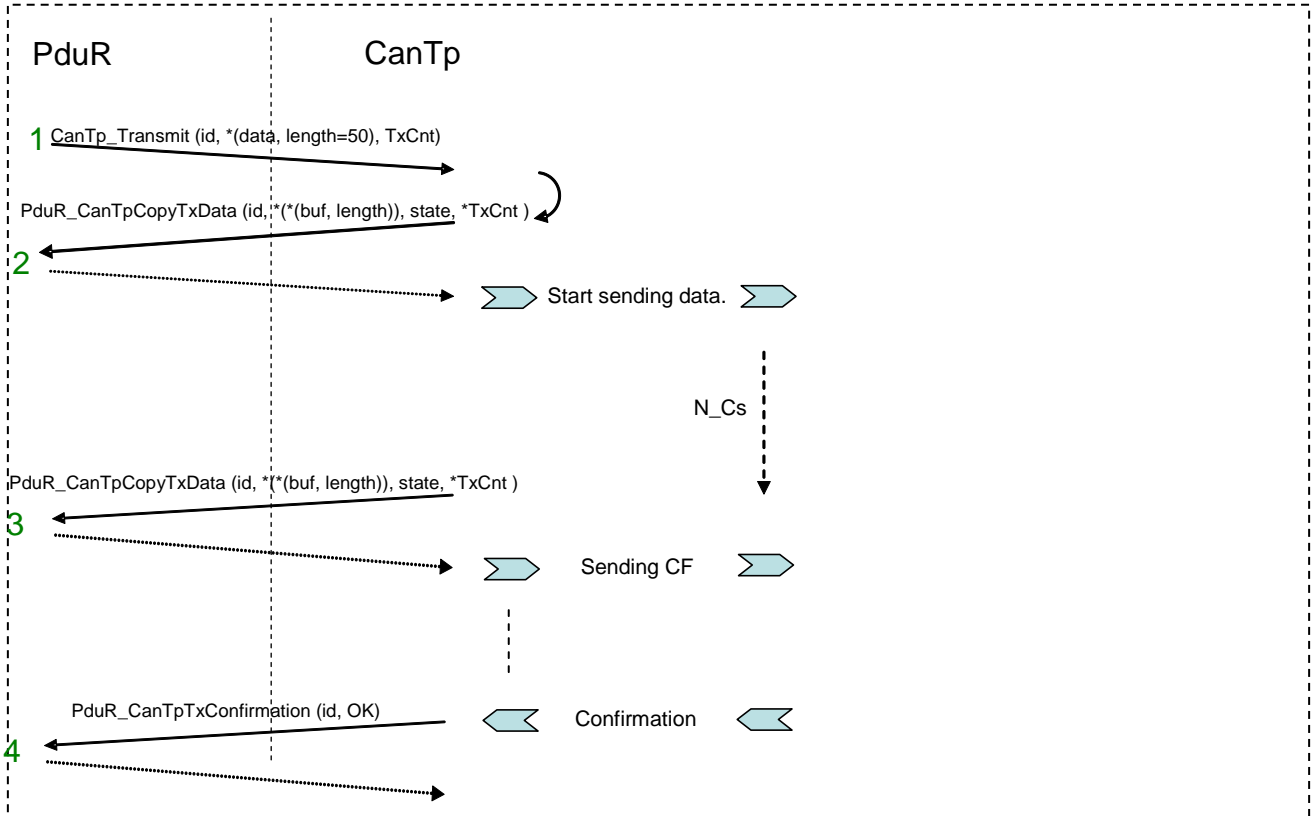 PduR
CanTp
1
CanTp_Transmit (id, *(data, length=50), TxCnt)
PduR_CanTpCopyTxData (id, *(*(buf, length)), state, *TxCnt )
2
Start sending data.
N_Cs
PduR_CanTpCopyTxData (id, *(*(buf, length)), state, *TxCnt )
3
Sending CF
PduR_CanTpTxConfirmation (id, OK)
Confirmation
4